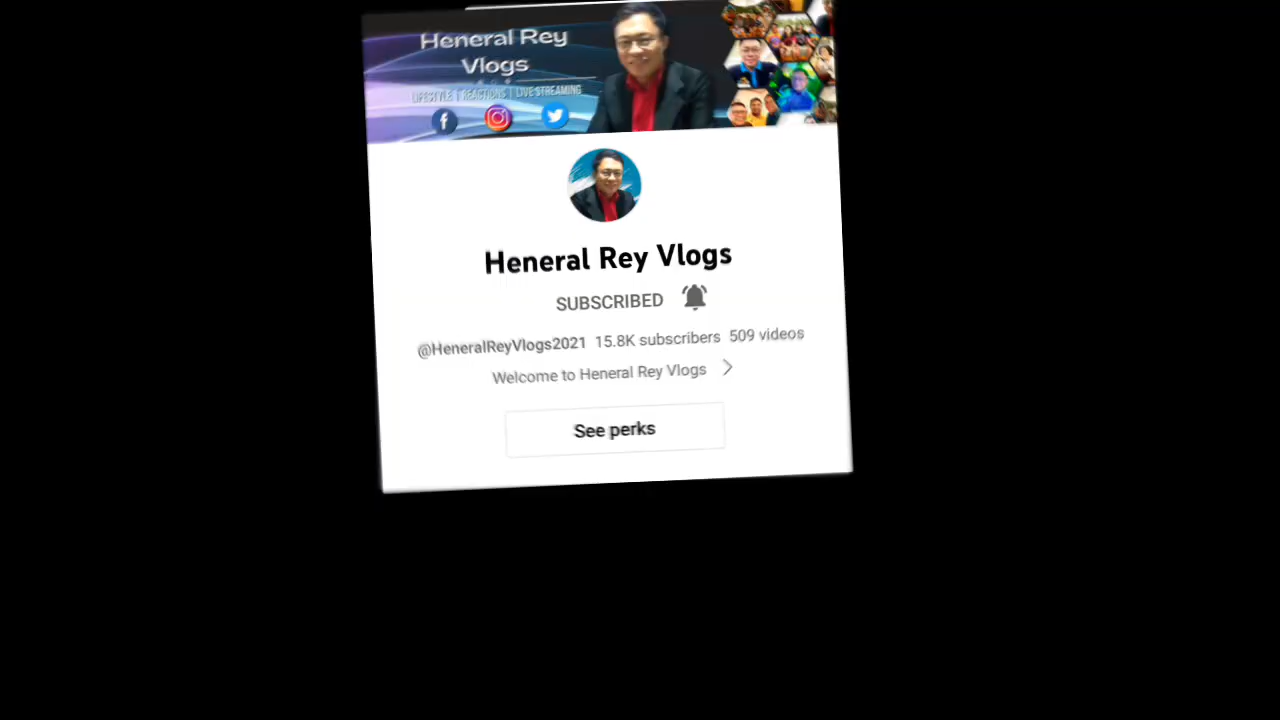 Heneral Rey
Vlogs
LIFESTYLE | REACTIONS | LIVE STREAMING
Heneral Rey Vlogs
SUBSCRIBED
@HeneralReyVlogs2021 15.8K subscribers 509 videos
Welcome to Heneral Rey Vlogs
See perks